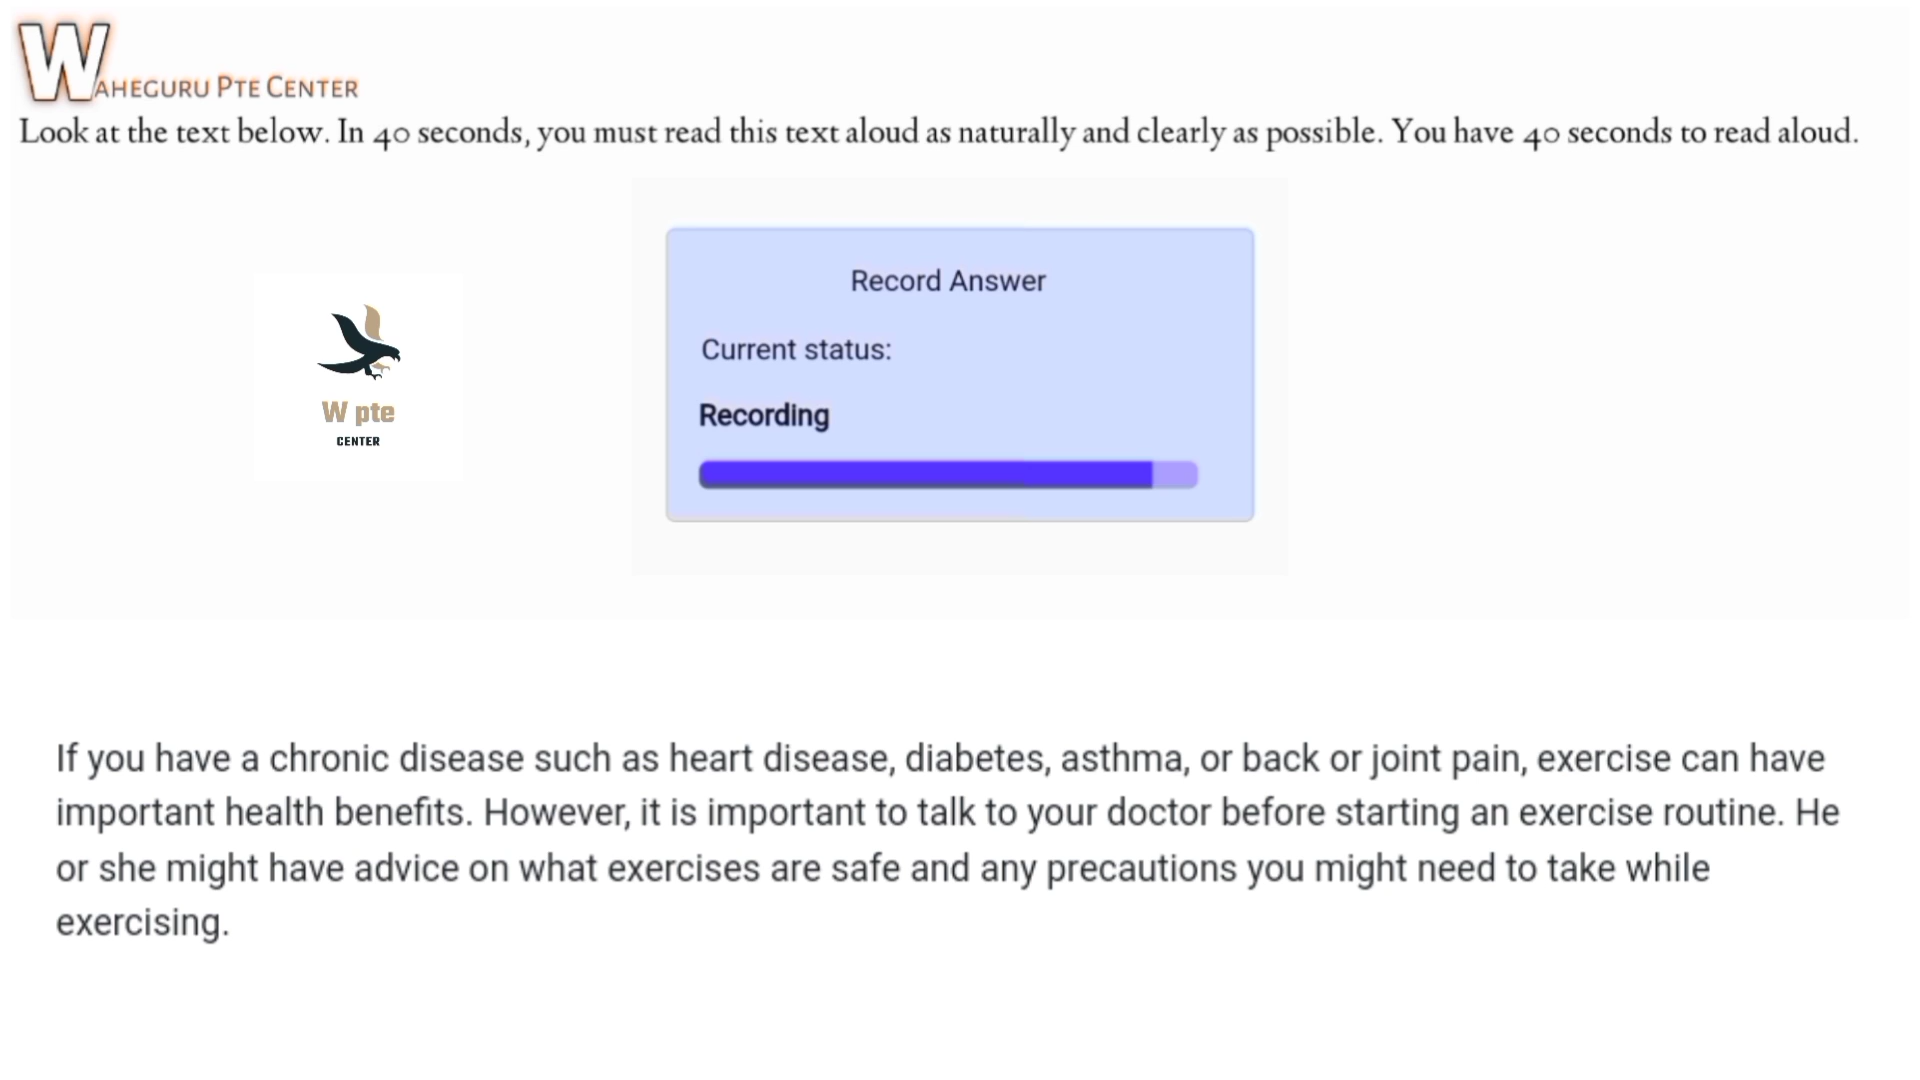 WAHEGURU PTE CENTER
Look at the text below. In 40 seconds, you must read this text aloud as naturally and clearly as possible. You have 40 seconds to read aloud.
Record Answer
Current status:
Recording
W pte
CENTER
If you have a chronic disease such as heart disease, diabetes, asthma, or back or joint pain, exercise can have
important health benefits. However, it is important to talk to your doctor before starting an exercise routine. He
or she might have advice on what exercises are safe and any precautions you might need to take while
exercising.